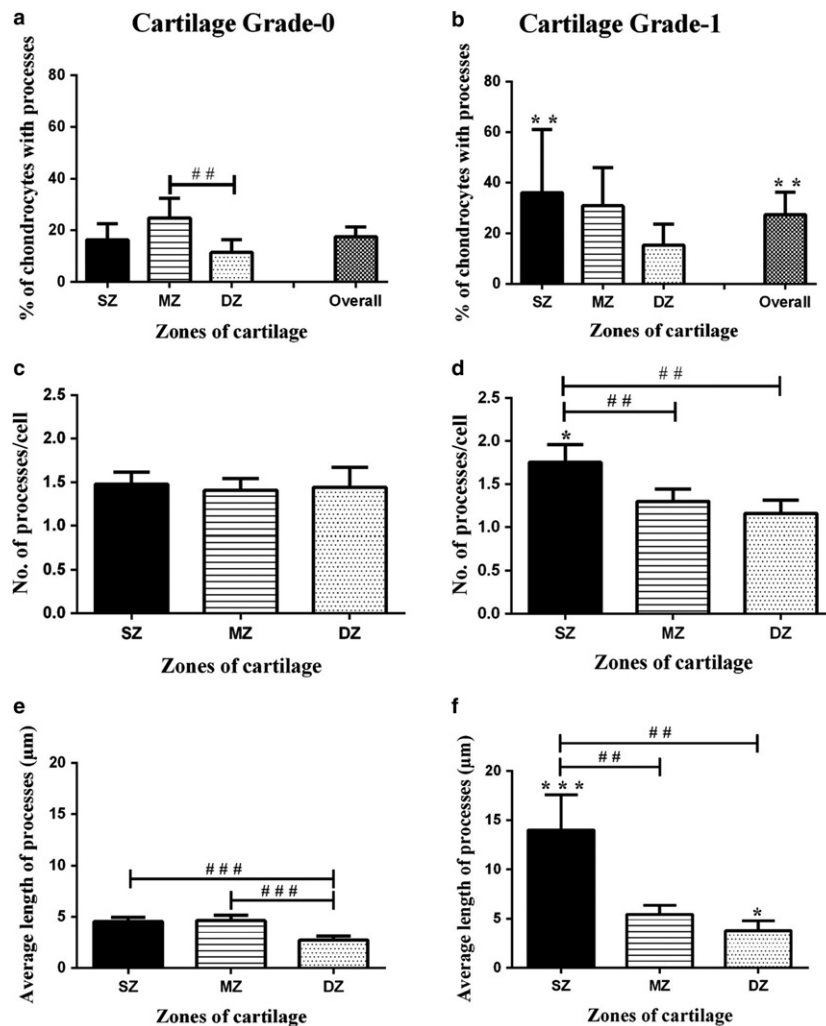 a
Cartilage Grade-0
% of chondrocytes with processes
80
60
40
20
0
# #
SZ MZ DZ Overall
Zones of cartilage
b
Cartilage Grade-1
% of chondrocytes with processes
80
60
40
20
0
* *
* *
SZ MZ DZ Overall
Zones of cartilage
c
No. of processes/cell
2.5
2.0
1.5
1.0
0.5
0.0
SZ MZ DZ
Zones of cartilage
d
No. of processes/cell
2.5
2.0
1.5
1.0
0.5
0.0
# #
# #
*
SZ MZ DZ
Zones of cartilage
e
Average length of processes (µm)
20
15
10
5
0
# # #
# # #
SZ MZ DZ
Zones of cartilage
f
Average length of processes (µm)
20
15
10
5
0
# #
# #
* * *
*
SZ MZ DZ
Zones of cartilage